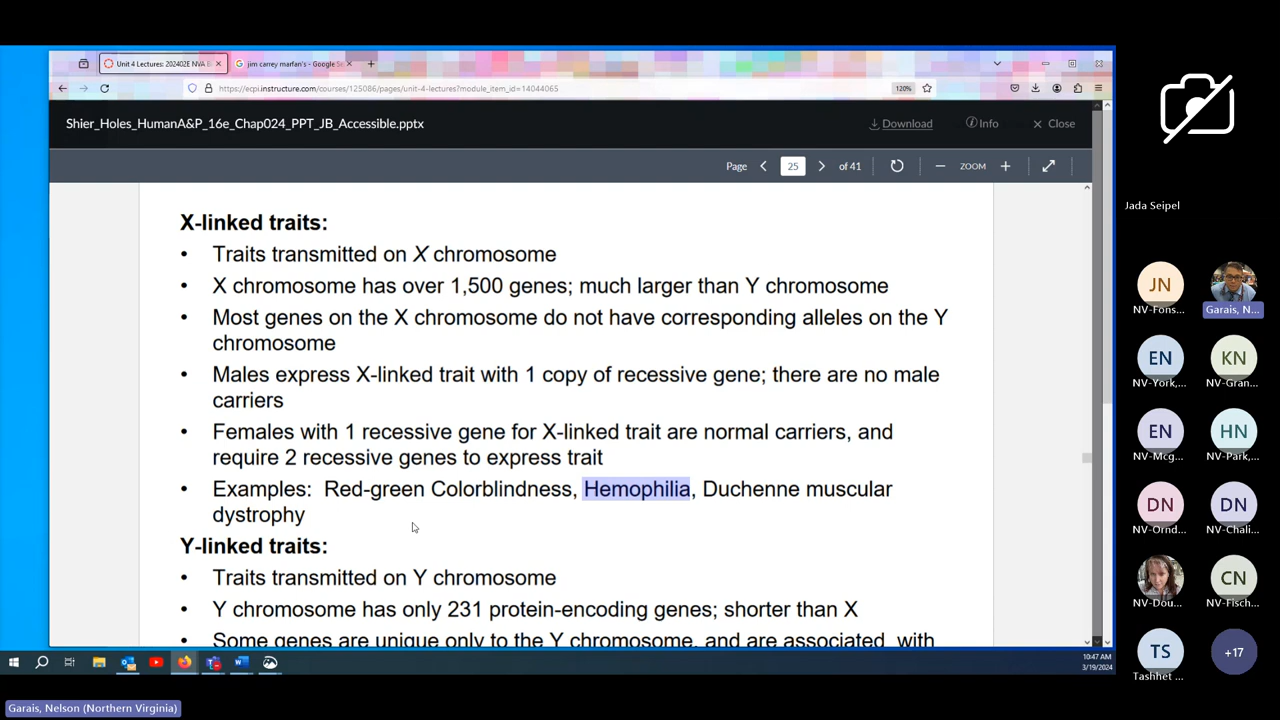 Unit 4 Lectures: 202402E NVA B
jim carrey marfan's - Google Se
https://ecpi.instructure.com/courses/125086/pages/unit-4-lectures?module_item_id=14044065
120%
Shier_Holes_HumanA&P_16e_Chap024_PPT_JB_Accessible.pptx
Download
Info
Close
Page
25
of 41
ZOOM
X-linked traits:
• Traits transmitted on X chromosome
• X chromosome has over 1,500 genes; much larger than Y chromosome
• Most genes on the X chromosome do not have corresponding alleles on the Y
chromosome
• Males express X-linked trait with 1 copy of recessive gene; there are no male
carriers
• Females with 1 recessive gene for X-linked trait are normal carriers, and
require 2 recessive genes to express trait
• Examples: Red-green Colorblindness, Hemophilia, Duchenne muscular
dystrophy
Y-linked traits:
• Traits transmitted on Y chromosome
• Y chromosome has only 231 protein-encoding genes; shorter than X
• Some genes are unique only to the Y chromosome, and are associated with
10:47 AM
3/19/2024
Garais, Nelson (Northern Virginia)
Jada Seipel
JN
NV-Fons...
Garais, N...
EN
NV-York,...
KN
NV-Gran...
EN
NV-Mcg...
HN
NV-Park,...
DN
NV-Ornd...
DN
NV-Chali...
NV-Dou...
CN
NV-Fisch...
TS
Tashhet ...
+17